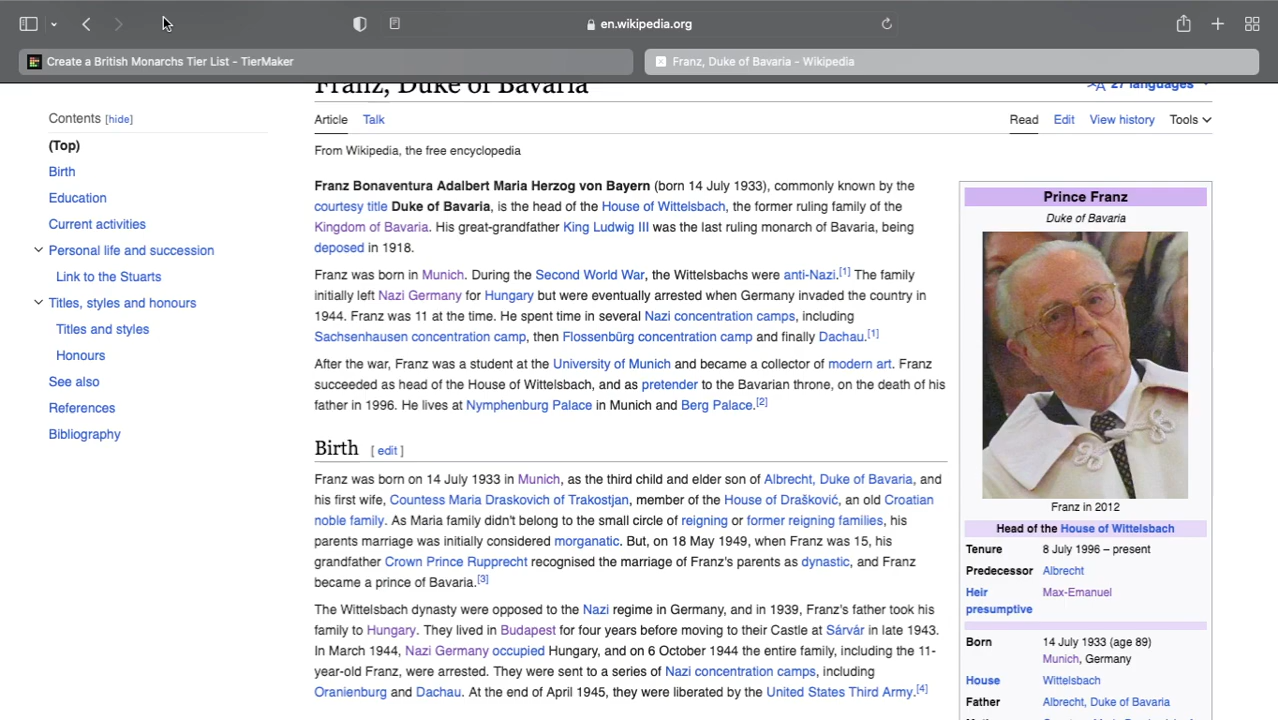 en.wikipedia.org
Create a British Monarchs Tier List - TierMaker
Franz, Duke of Bavaria - Wikipedia
Franz, Duke of Bavaria
27 languages
Contents [hide]
Article Talk
Read Edit View history Tools
(Top)
From Wikipedia, the free encyclopedia
Birth
Education
Current activities
Personal life and succession
Link to the Stuarts
Titles, styles and honours
Titles and styles
Honours
See also
References
Bibliography
Franz Bonaventura Adalbert Maria Herzog von Bayern (born 14 July 1933), commonly known by the
courtesy title Duke of Bavaria, is the head of the House of Wittelsbach, the former ruling family of the
Kingdom of Bavaria. His great-grandfather King Ludwig III was the last ruling monarch of Bavaria, being
deposed in 1918.
Franz was born in Munich. During the Second World War, the Wittelsbachs were anti-Nazi.[1] The family
initially left Nazi Germany for Hungary but were eventually arrested when Germany invaded the country in
1944. Franz was 11 at the time. He spent time in several Nazi concentration camps, including
Sachsenhausen concentration camp, then Flossenbürg concentration camp and finally Dachau.[1]
After the war, Franz was a student at the University of Munich and became a collector of modern art. Franz
succeeded as head of the House of Wittelsbach, and as pretender to the Bavarian throne, on the death of his
father in 1996. He lives at Nymphenburg Palace in Munich and Berg Palace.[2]
Birth [ edit ]
Franz was born on 14 July 1933 in Munich, as the third child and elder son of Albrecht, Duke of Bavaria, and
his first wife, Countess Maria Draskovich of Trakostjan, member of the House of Drašković, an old Croatian
noble family. As Maria family didn't belong to the small circle of reigning or former reigning families, his
parents marriage was initially considered morganatic. But, on 18 May 1949, when Franz was 15, his
grandfather Crown Prince Rupprecht recognised the marriage of Franz's parents as dynastic, and Franz
became a prince of Bavaria.[3]
The Wittelsbach dynasty were opposed to the Nazi regime in Germany, and in 1939, Franz's father took his
family to Hungary. They lived in Budapest for four years before moving to their Castle at Sárvár in late 1943.
In March 1944, Nazi Germany occupied Hungary, and on 6 October 1944 the entire family, including the 11-
year-old Franz, were arrested. They were sent to a series of Nazi concentration camps, including
Oranienburg and Dachau. At the end of April 1945, they were liberated by the United States Third Army.[4]
Prince Franz
Duke of Bavaria
Franz in 2012
Head of the House of Wittelsbach
Tenure 8 July 1996 – present
Predecessor Albrecht
Heir Max-Emanuel
presumptive
Born 14 July 1933 (age 89)
Munich, Germany
House Wittelsbach
Father Albrecht, Duke of Bavaria